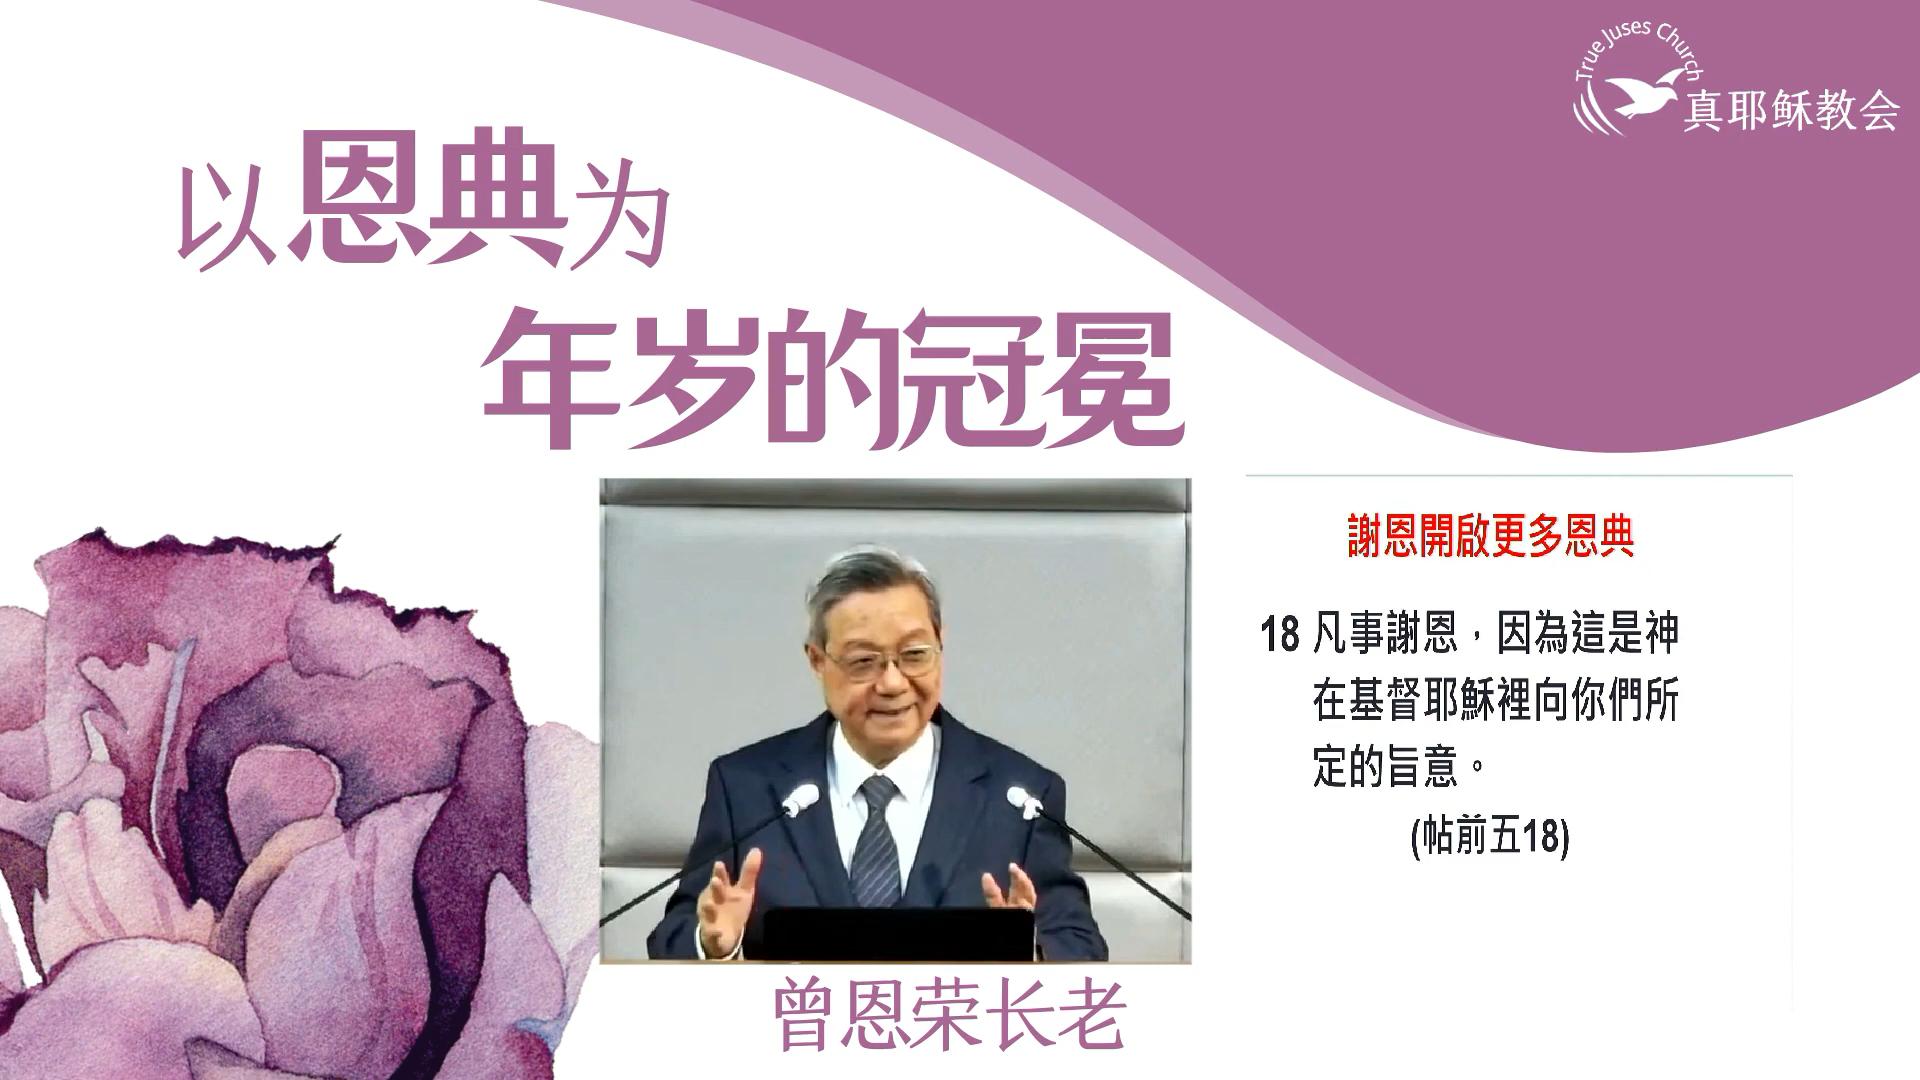 True Juses Church
真耶稣教会
以恩典为
年岁的冠冕
謝恩開啟更多恩典
18 凡事謝恩，因為這是神
在基督耶穌裡向你們所
定的旨意。
(帖前五18)
曾恩荣长老